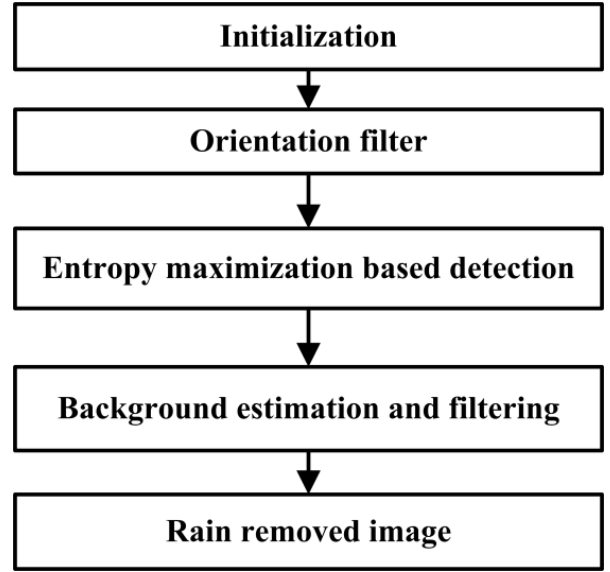 Initialization
Orientation filter
Entropy maximization based detection
Background estimation and filtering
Rain removed image